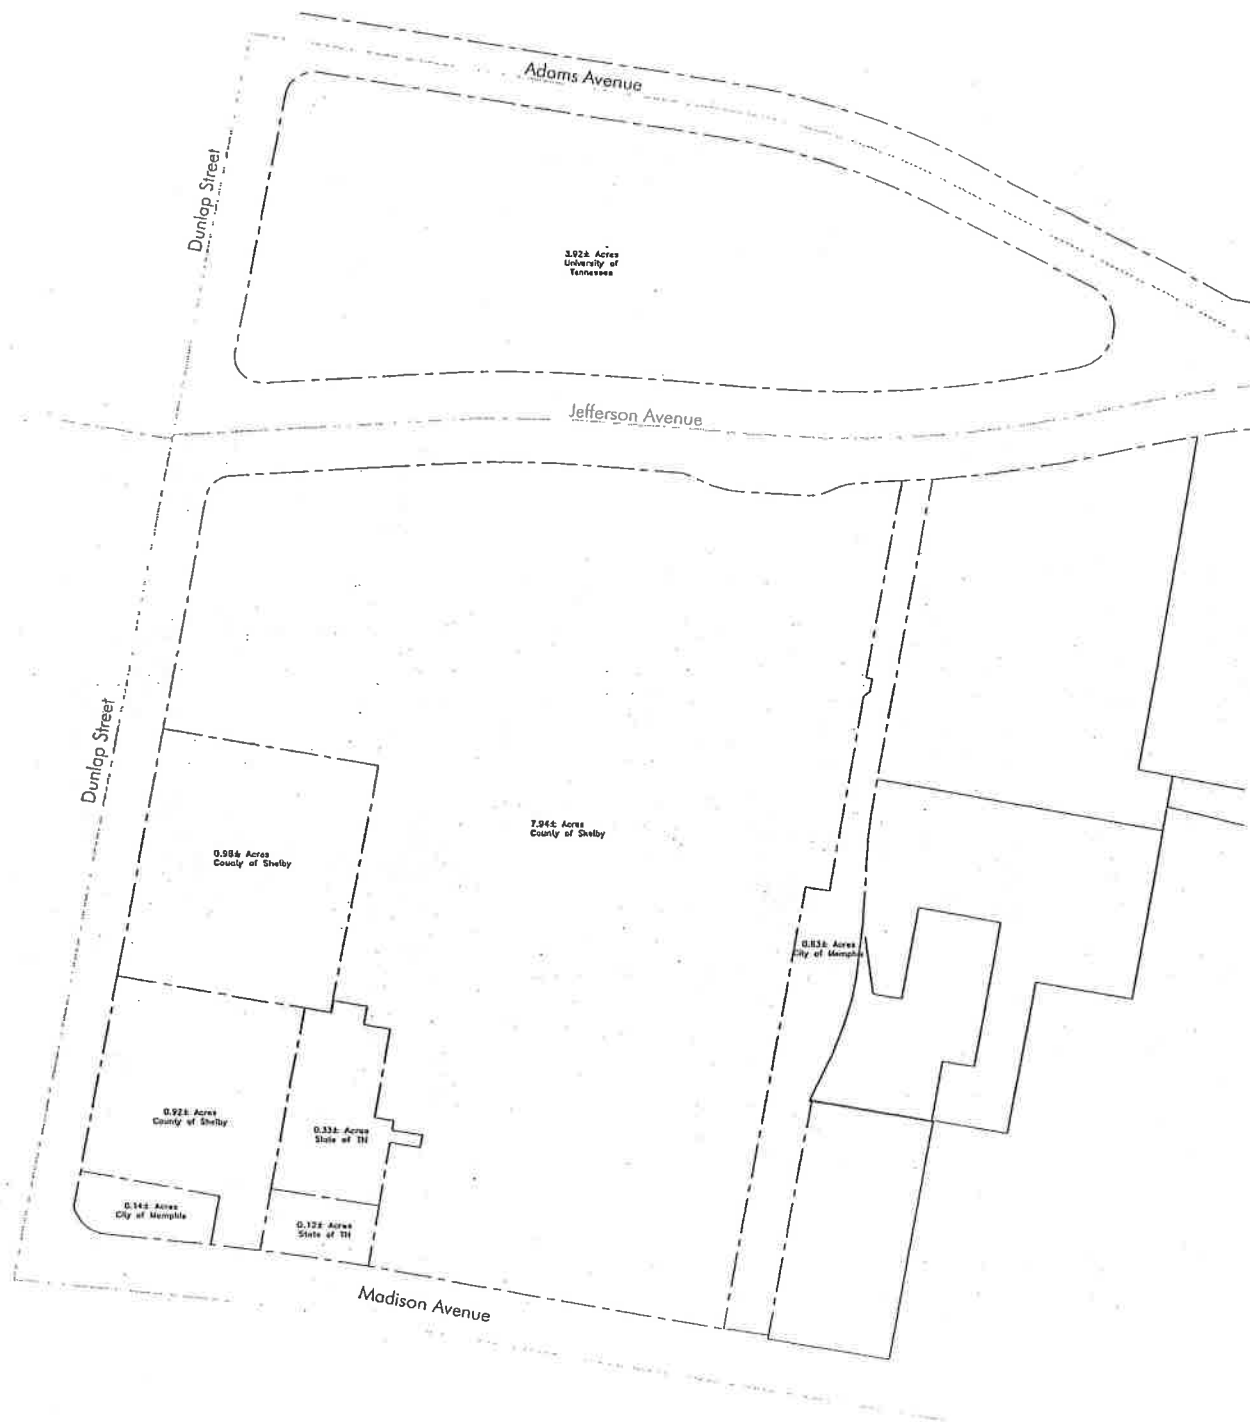 Adams Avenue
Dunlap Street
3.92± Acres
University of
Tennessee
Jefferson Avenue
Dunlap Street
7.94± Acres
County of Shelby
0.98± Acres
County of Shelby
0.83± Acres
City of Memphis
0.92± Acres
County of Shelby
0.33± Acres
State of TN
0.14± Acres
City of Memphis
0.12± Acres
State of TN
Madison Avenue